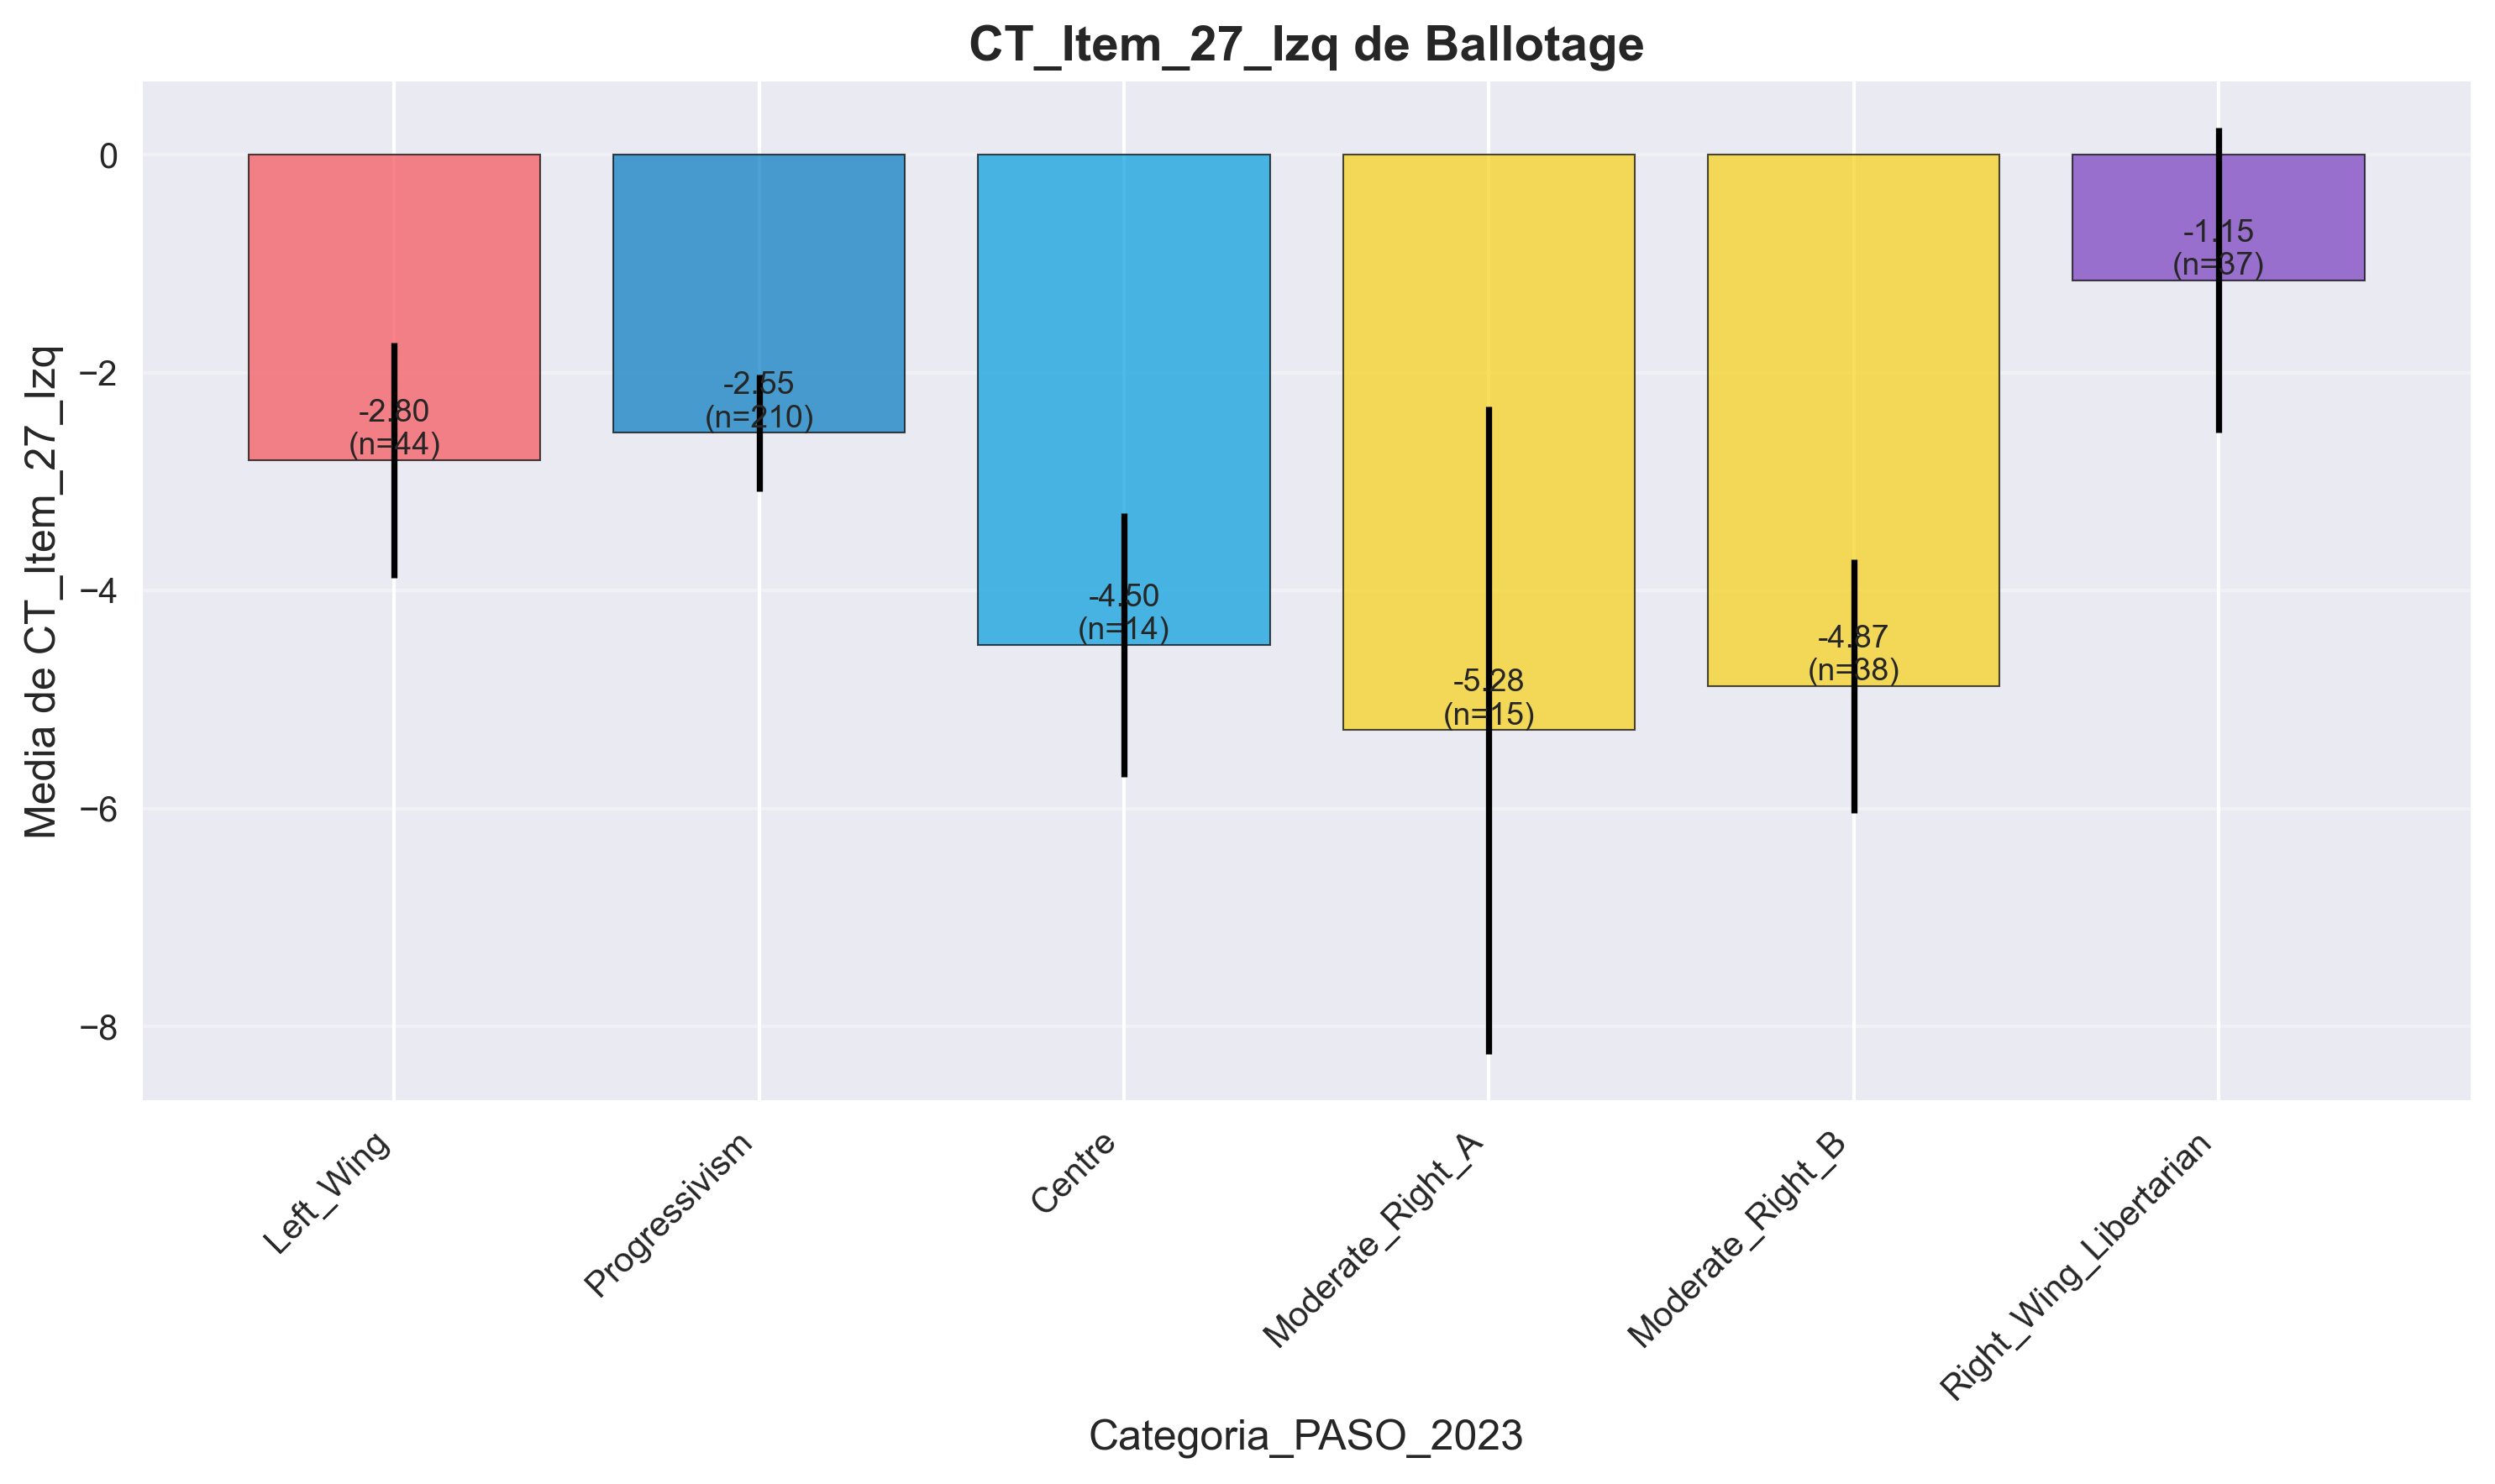 CT_Item_27_Izq de Ballotage
Media de CT_Item_27_Izq
0
−2
−4
−6
−8
-2.80
(n=44)
-2.55
(n=210)
-4.50
(n=14)
-5.28
(n=15)
-4.87
(n=38)
-1.15
(n=37)
Left_Wing
Progressivism
Centre
Moderate_Right_A
Moderate_Right_B
Right_Wing_Libertarian
Categoria_PASO_2023